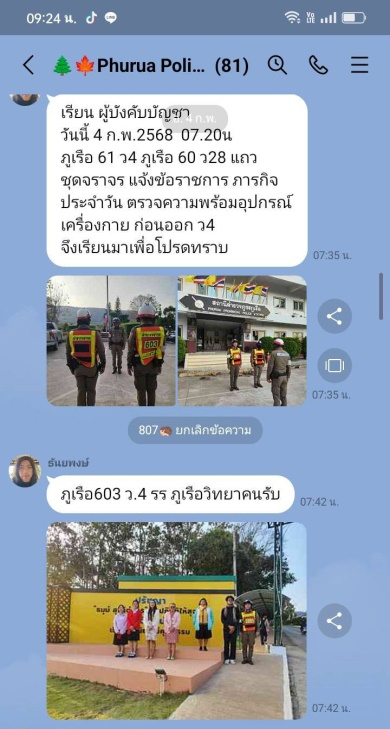 09:24 น.
🌲🍁Phurua Poli... (81)
เรียน ผู้บังคับบัญชา
วันนี้ 4 ก.พ.2568 07.20น
ภูเรือ 61 ว4 ภูเรือ 60 ว28 แถว
ชุดจราจร แจ้งข้อราชการ ภารกิจ
ประจำวัน ตรวจความพร้อมอุปกรณ์
เครื่องกาย ก่อนออก ว4
จึงเรียนมาเพื่อโปรดทราบ
07:35 น.
603
07:35 น.
807 ยกเลิกข้อความ
ธันยพงษ์
ภูเรือ603 ว.4 รร ภูเรือวิทยาคนรับ
07:42 น.
ปรัชญา
07:42 น.